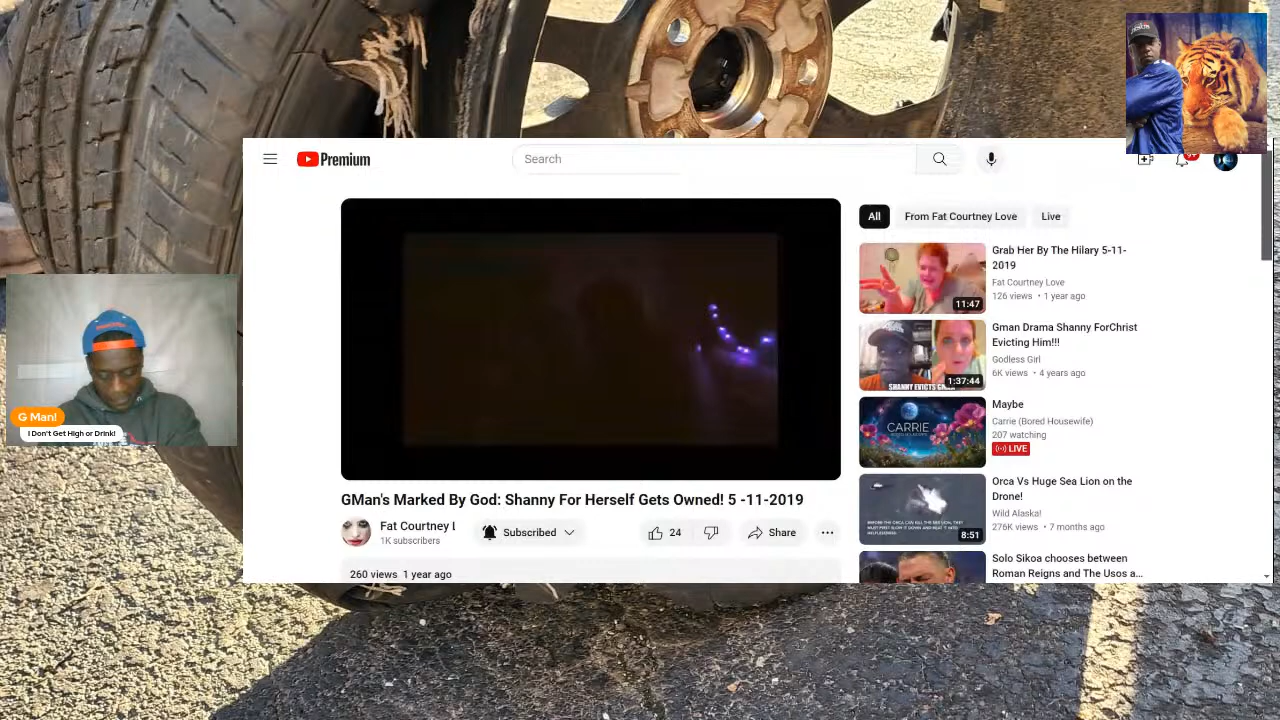 Premium
Search
9+
All
From Fat Courtney Love
Live
Grab Her By The Hilary 5-11-
2019
Fat Courtney Love
126 views • 1 year ago
11:47
Gman Drama Shanny ForChrist
Evicting Him!!!
Godless Girl
6K views • 4 years ago
1:37:44
SHANNY EVICTS GMAN
Maybe
Carrie (Bored Housewife)
207 watching
LIVE
CARRIE
Orca Vs Huge Sea Lion on the
Drone!
Wild Alaska!
276K views • 7 months ago
8:51
Solo Sikoa chooses between
Roman Reigns and The Usos a...
G Man!
I Don't Get High or Drink!
GMan's Marked By God: Shanny For Herself Gets Owned! 5 -11-2019
Fat Courtney L
1K subscribers
Subscribed
24
Share
260 views 1 year ago